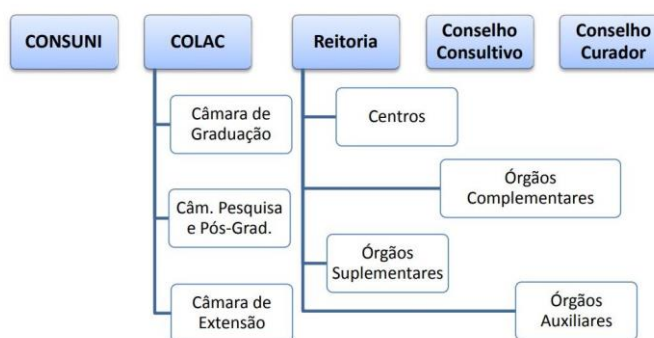 CONSUNI
COLAC
Reitoria
Conselho
Consultivo
Conselho
Curador
Câmara de
Graduação
Câm. Pesquisa
e Pós-Grad.
Câmara de
Extensão
Centros
Órgãos
Complementares
Órgãos
Suplementares
Órgãos
Auxiliares